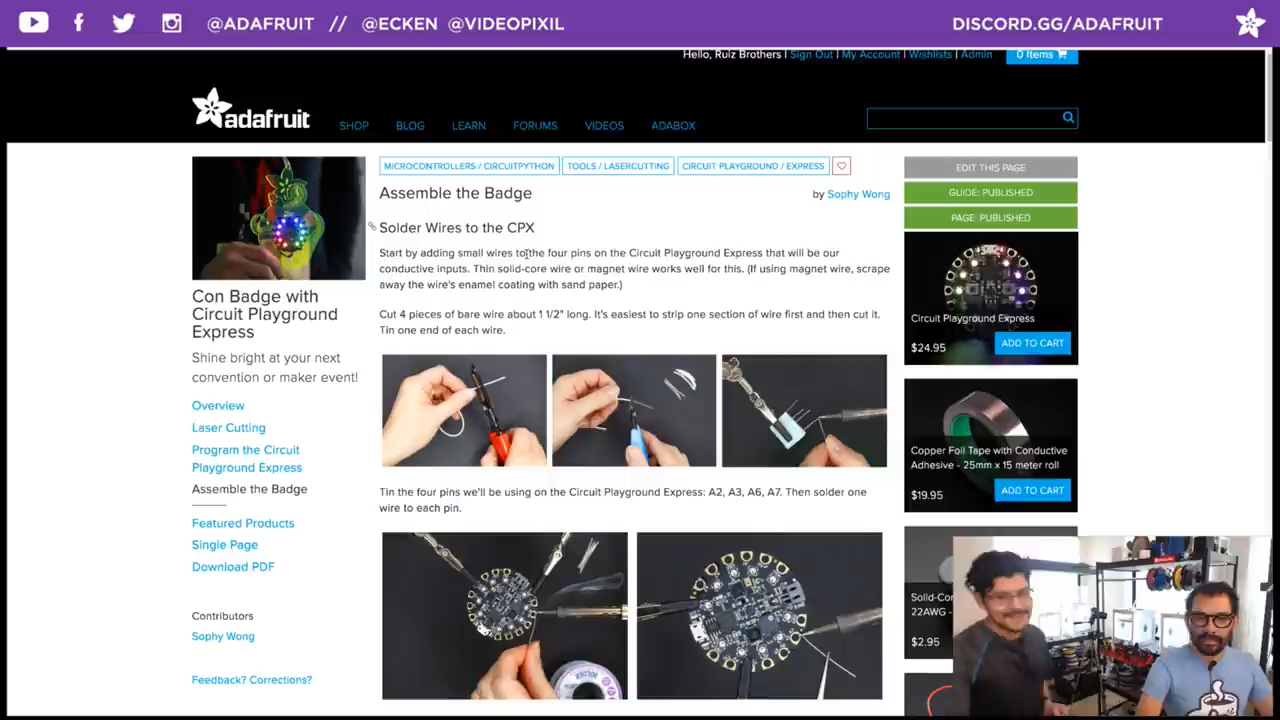 @ADAFRUIT // @ECKEN @VIDEOPIXIL
DISCORD.GG/ADAFRUIT
Hello, Ruiz Brothers | Sign Out | My Account | Wishlists | Admin
0 Items
adafruit
SHOP BLOG LEARN FORUMS VIDEOS ADABOX
Con Badge with
Circuit Playground
Express
Shine bright at your next
convention or maker event!
Overview
Laser Cutting
Program the Circuit
Playground Express
Assemble the Badge
Featured Products
Single Page
Download PDF
Contributors
Sophy Wong
Feedback? Corrections?
MICROCONTROLLERS / CIRCUITPYTHON
TOOLS / LASERCUTTING
CIRCUIT PLAYGROUND / EXPRESS
Assemble the Badge
by Sophy Wong
Solder Wires to the CPX
Start by adding small wires to the four pins on the Circuit Playground Express that will be our
conductive inputs. Thin solid-core wire or magnet wire works well for this. (If using magnet wire, scrape
away the wire's enamel coating with sand paper.)
Cut 4 pieces of bare wire about 1 1/2" long. It's easiest to strip one section of wire first and then cut it.
Tin one end of each wire.
Tin the four pins we'll be using on the Circuit Playground Express: A2, A3, A6, A7. Then solder one
wire to each pin.
EDIT THIS PAGE
GUIDE: PUBLISHED
PAGE: PUBLISHED
Circuit Playground Express
$24.95
ADD TO CART
Copper Foil Tape with Conductive
Adhesive - 25mm x 15 meter roll
$19.95
ADD TO CART
Solid-Co
22AWG -
$2.95